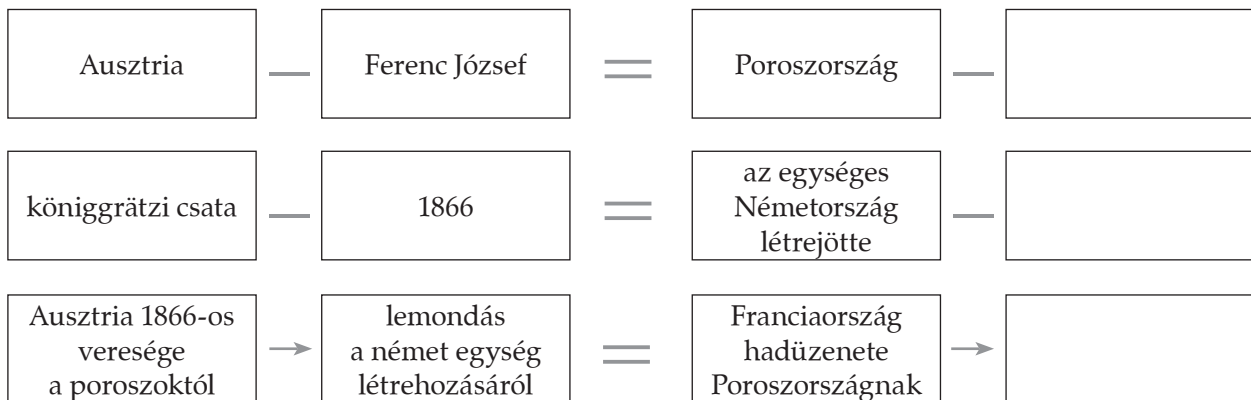 Ausztria
Ferenc József
Poroszország
königgrätzi csata
1866
az egységes
Németország
létrejötte
Ausztria 1866-os
veresége
a poroszoktól
lemondás
a német egység
létrehozásáról
Franciaország
hadüzenete
Poroszországnak